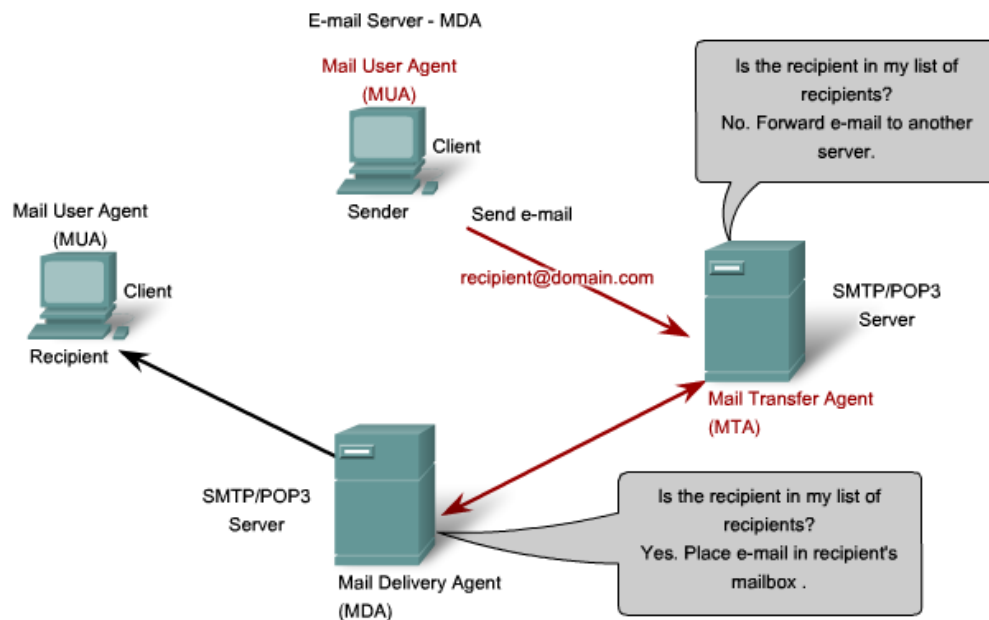 E-mail Server - MDA
Mail User Agent
(MUA)
Client
Sender
Send e-mail
recipient@domain.com
Is the recipient in my list of
recipients?
No. Forward e-mail to another
server.
SMTP/POP3
Server
Mail Transfer Agent
(MTA)
Mail User Agent
(MUA)
Client
Recipient
SMTP/POP3
Server
Mail Delivery Agent
(MDA)
Is the recipient in my list of
recipients?
Yes. Place e-mail in recipient's
mailbox .